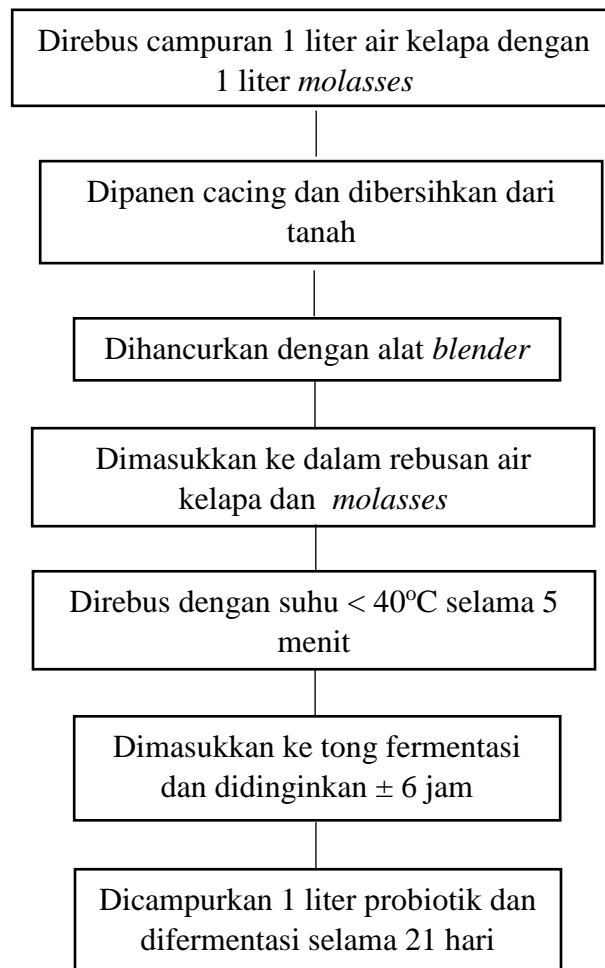 Direbus campuran 1 liter air kelapa dengan
1 liter molasses
Dipanen cacing dan dibersihkan dari
tanah
Dihancurkan dengan alat blender
Dimasukkan ke dalam rebusan air
kelapa dan molasses
Direbus dengan suhu < 40°C selama 5
menit
Dimasukkan ke tong fermentasi
dan didinginkan ± 6 jam
Dicampurkan 1 liter probiotik dan
difermentasi selama 21 hari